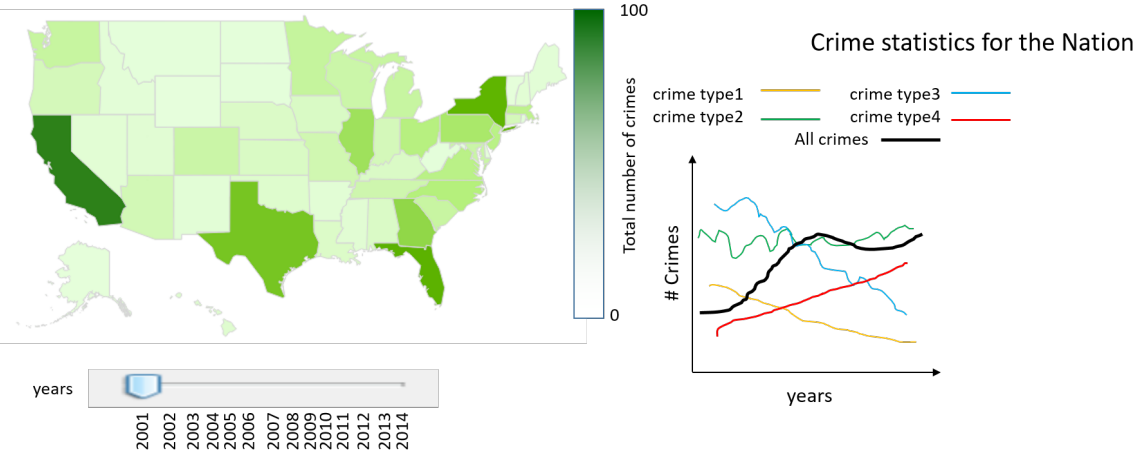 100
Total number of crimes
0
years
2001
2002
2003
2004
2005
2006
2007
2008
2009
2010
2011
2012
2013
2014
Crime statistics for the Nation
crime type1
crime type3
crime type2
crime type4
All crimes
# Crimes
years